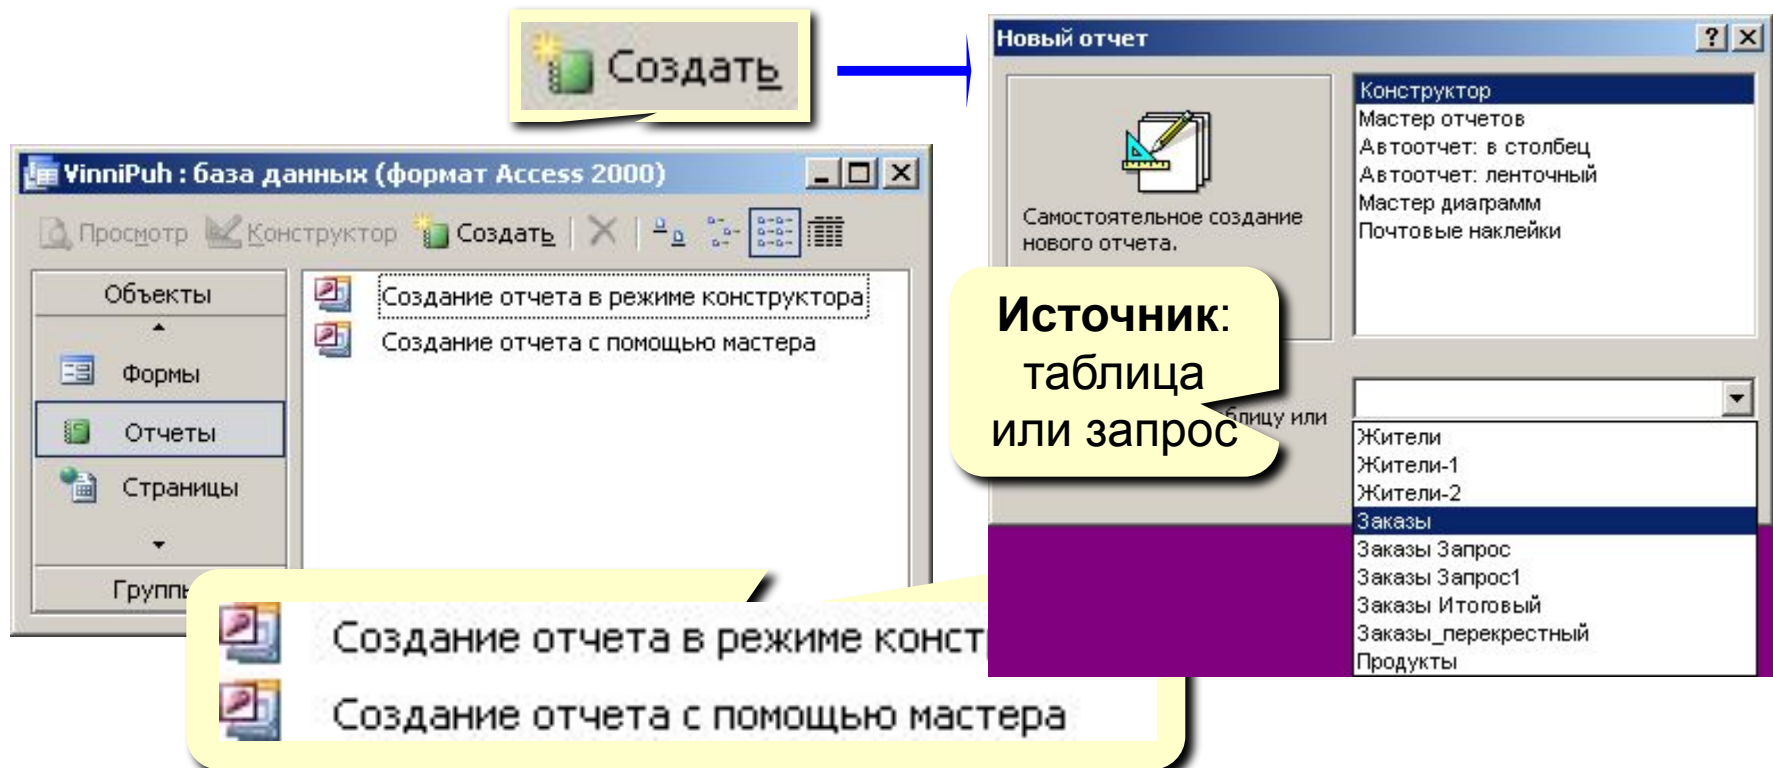 Создать
Новый отчет
Конструктор
Мастер отчетов
Автоотчет: в столбец
Автоотчет: ленточный
Мастер диаграмм
Почтовые наклейки
Самостоятельное создание
нового отчета.
VinniPuh : база данных (формат Access 2000)
Просмотр Конструктор Создать
Объекты
Формы
Отчеты
Страницы
Создание отчета в режиме конструктора
Создание отчета с помощью мастера
Источник:
таблица
или запрос
или
Жители
Жители-1
Жители-2
Заказы
Заказы Запрос
Заказы Запрос1
Заказы Итоговый
Заказы_перекрестный
Продукты
Создание отчета в режиме
Создание отчета с помощью мастера